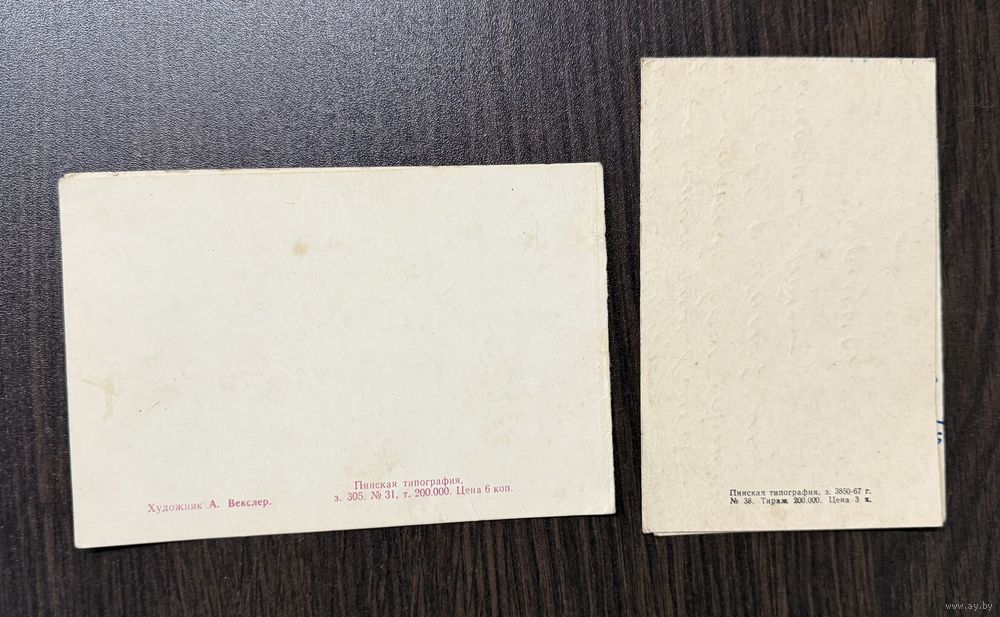 Художник А. Векслер.
Пинская типография,
з. 305. № 31, т. 200.000. Цена 6 коп.
Пинская типография, з. 3850-67 г.
№ 38. Тираж 200.000. Цена 3 к.
www.ay.by